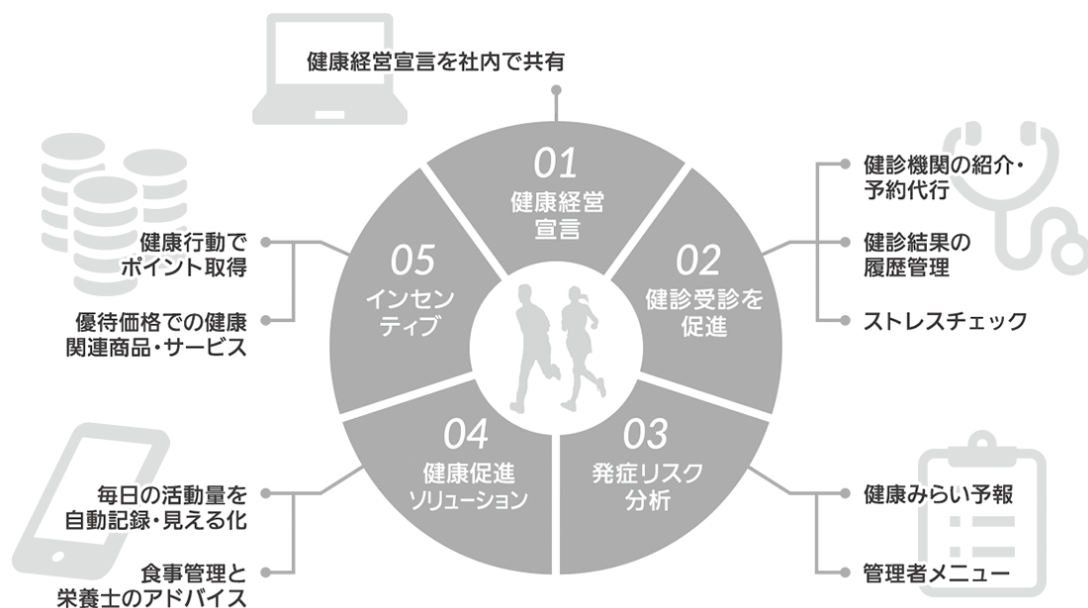 健康経営宣言を社内で共有
01
健康経営
宣言
02
健診受診を
促進
健診機関の紹介・
予約代行
健診結果の
履歴管理
ストレスチェック
03
発症リスク
分析
健康みらい予報
管理者メニュー
04
健康促進
ソリューション
毎日の活動量を
自動記録・見える化
食事管理と
栄養士のアドバイス
05
インセン
ティブ
健康行動で
ポイント取得
優待価格での健康
関連商品・サービス